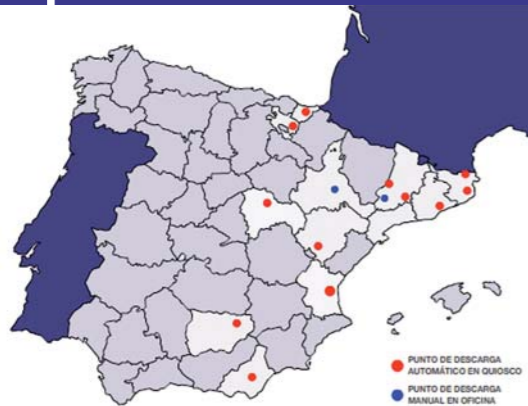 PUNTO DE DESCARGA
AUTOMÁTICO EN QUIOSCO
PUNTO DE DESCARGA
MANUAL EN OFICINA